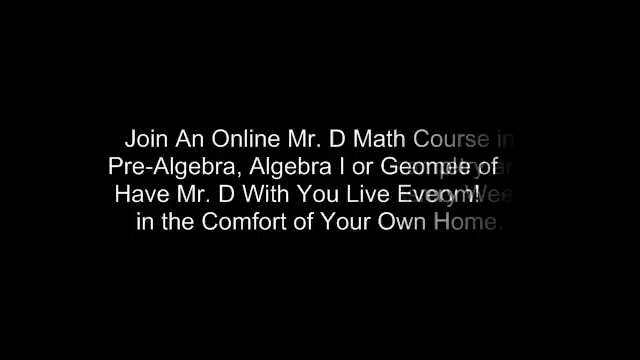 Join An Online Mr. D Math Course in
Pre-Algebra, Algebra I or
Have Mr. D With You Live
in the Comfort of Your Own Home.